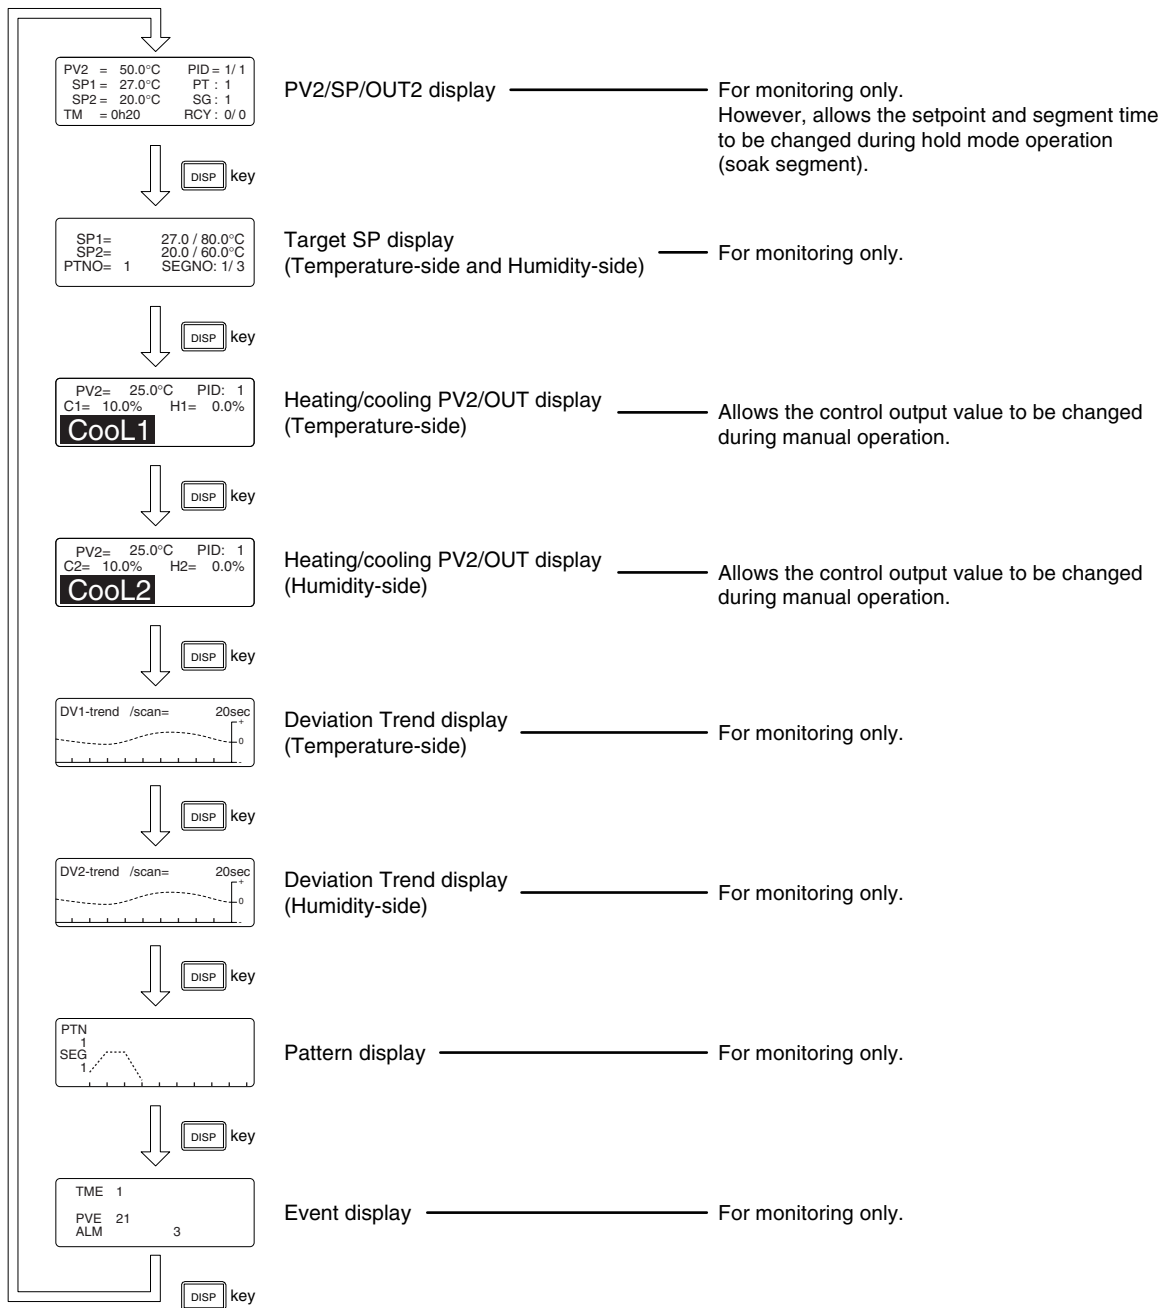 PV2 = 50.0°C PID = 1/ 1
SP1 = 27.0°C PT : 1
SP2 = 20.0°C SG : 1
TM = 0h20 RCY : 0/ 0
PV2/SP/OUT2 display
For monitoring only.
However, allows the setpoint and segment time
to be changed during hold mode operation
(soak segment).
DISP key
SP1= 27.0 / 80.0°C
SP2= 20.0 / 60.0°C
PTNO= 1 SEGNO: 1/ 3
Target SP display
(Temperature-side and Humidity-side)
For monitoring only.
DISP key
PV2= 25.0°C PID: 1
C1= 10.0% H1= 0.0%
CooL1
Heating/cooling PV2/OUT display
(Temperature-side)
Allows the control output value to be changed
during manual operation.
DISP key
PV2= 25.0°C PID: 1
C2= 10.0% H2= 0.0%
CooL2
Heating/cooling PV2/OUT display
(Humidity-side)
Allows the control output value to be changed
during manual operation.
DISP key
DV1-trend /scan= 20sec
+
0
-
Deviation Trend display
(Temperature-side)
For monitoring only.
DISP key
DV2-trend /scan= 20sec
+
0
-
Deviation Trend display
(Humidity-side)
For monitoring only.
DISP key
PTN
1
SEG
1
Pattern display
For monitoring only.
DISP key
TME 1
PVE 21
ALM 3
Event display
For monitoring only.
DISP key